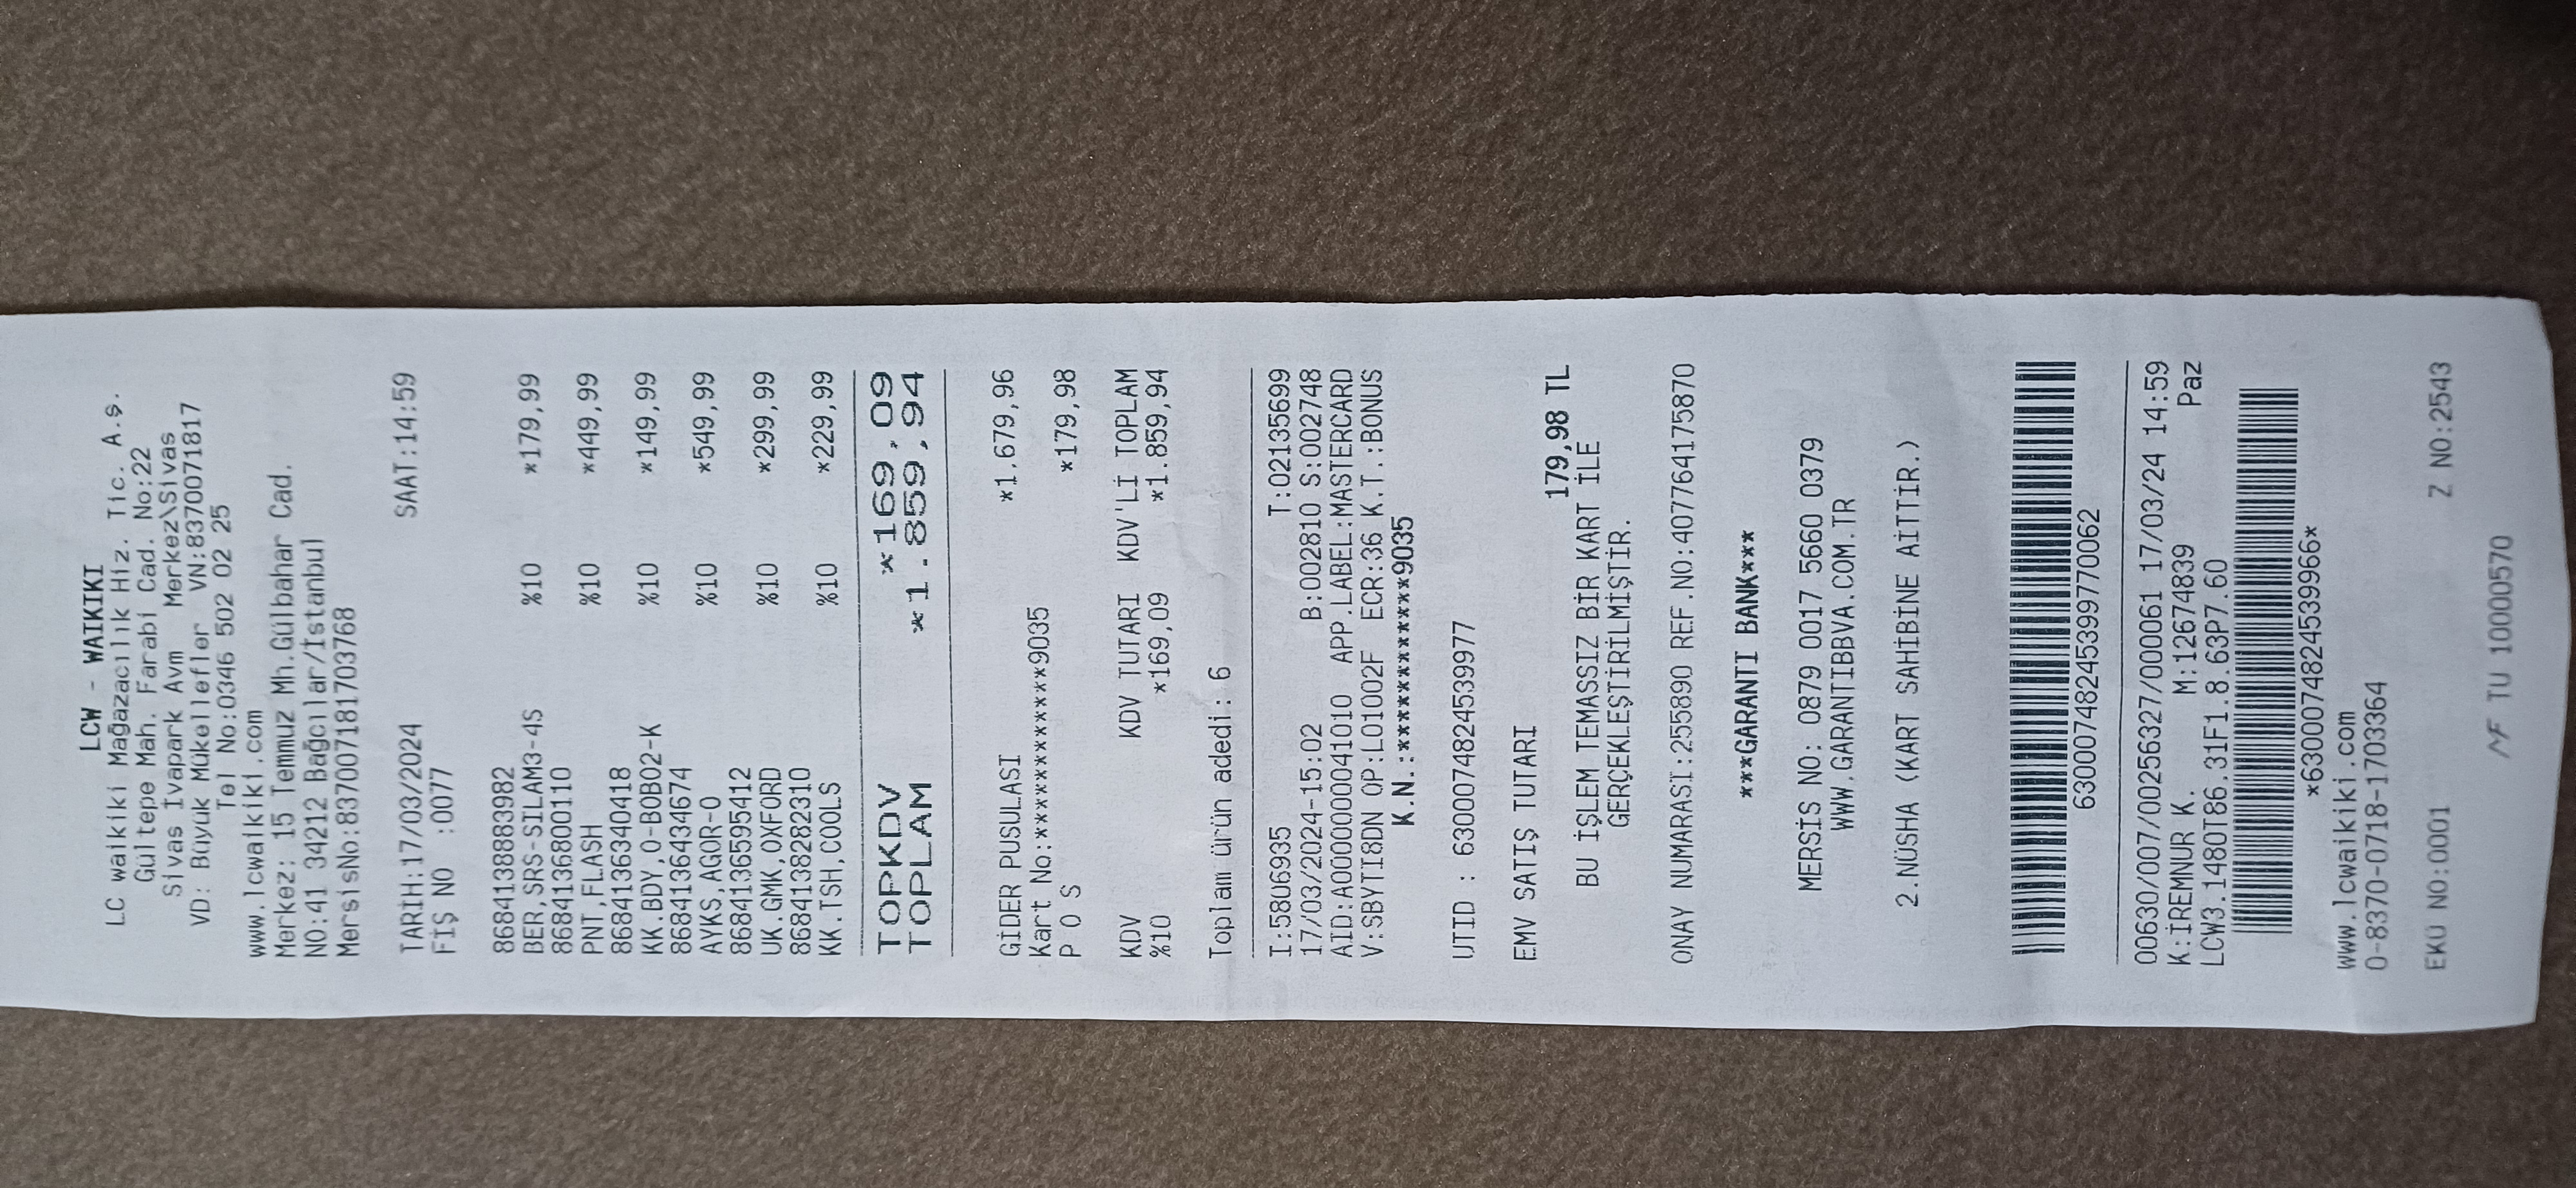 LCW - WAIKIKI
LC waikiki Mağazacılık Hiz. Tic. A.Ş.
Gültepe Mah. Farabi Cad. No:22
Sivas İvapark Avm Merkez\Sivas
VD: Büyük Mükellefler VN:8370071817
Tel No:0346 502 02 25
www.lcwaikiki.com
Merkez: 15 Temmuz Mh.Gülbahar Cad.
NO:41 34212 Bağcılar/İstanbul
MersisNo:837007181703768
TARİH:17/03/2024 SAAT:14:59
FİŞ NO :0077
8684138883982
BER,SRS-SILAM3-4S %10 *179,99
8684136800110
PNT,FLASH %10 *449,99
8684136340418
KK.BDY,O-BOBO2-K %10 *149,99
8684136434674
AYKS,AGOR-O %10 *549,99
8684136595412
UK.GMK,OXFORD %10 *299,99
8684138282310
KK.TSH,COOLS %10 *229,99
TOPKDV *169,09
TOPLAM *1.859,94
GİDER PUSULASI *1.679,96
Kart No:************9035
P O S *179,98
KDV KDV TUTARI KDV'Lİ TOPLAM
%10 *169,09 *1.859,94
Toplam ürün adedi: 6
I:5806935 T:02135699
17/03/2024-15:02 B:002810 S:002748
AID:A0000000041010 APP.LABEL:MASTERCARD
V:SBYTI8DN OP:L01002F ECR:36 K.T.:BONUS
K.N.:************9035
UTID : 6300074824539977
EMV SATIŞ TUTARI
179,98 TL
BU İŞLEM TEMASSIZ BİR KART İLE
GERÇEKLEŞTİRİLMİŞTİR.
ONAY NUMARASI:255890 REF.NO:407764175870
***GARANTI BANK***
MERSİS NO: 0879 0017 5660 0379
WWW.GARANTIBBVA.COM.TR
2.NÜSHA (KART SAHİBİNE AİTTİR.)
63000748245399770062
00630/007/00256327/000061 17/03/24 14:59
K:İREMNUR K. M:12674839 Paz
LCW3.1480T86.31F1.8.63P7.60
*6300074824539966*
www.lcwaikiki.com
0-8370-0718-1703364
EKÜ NO:0001 Z NO:2543
MF TU 10000570